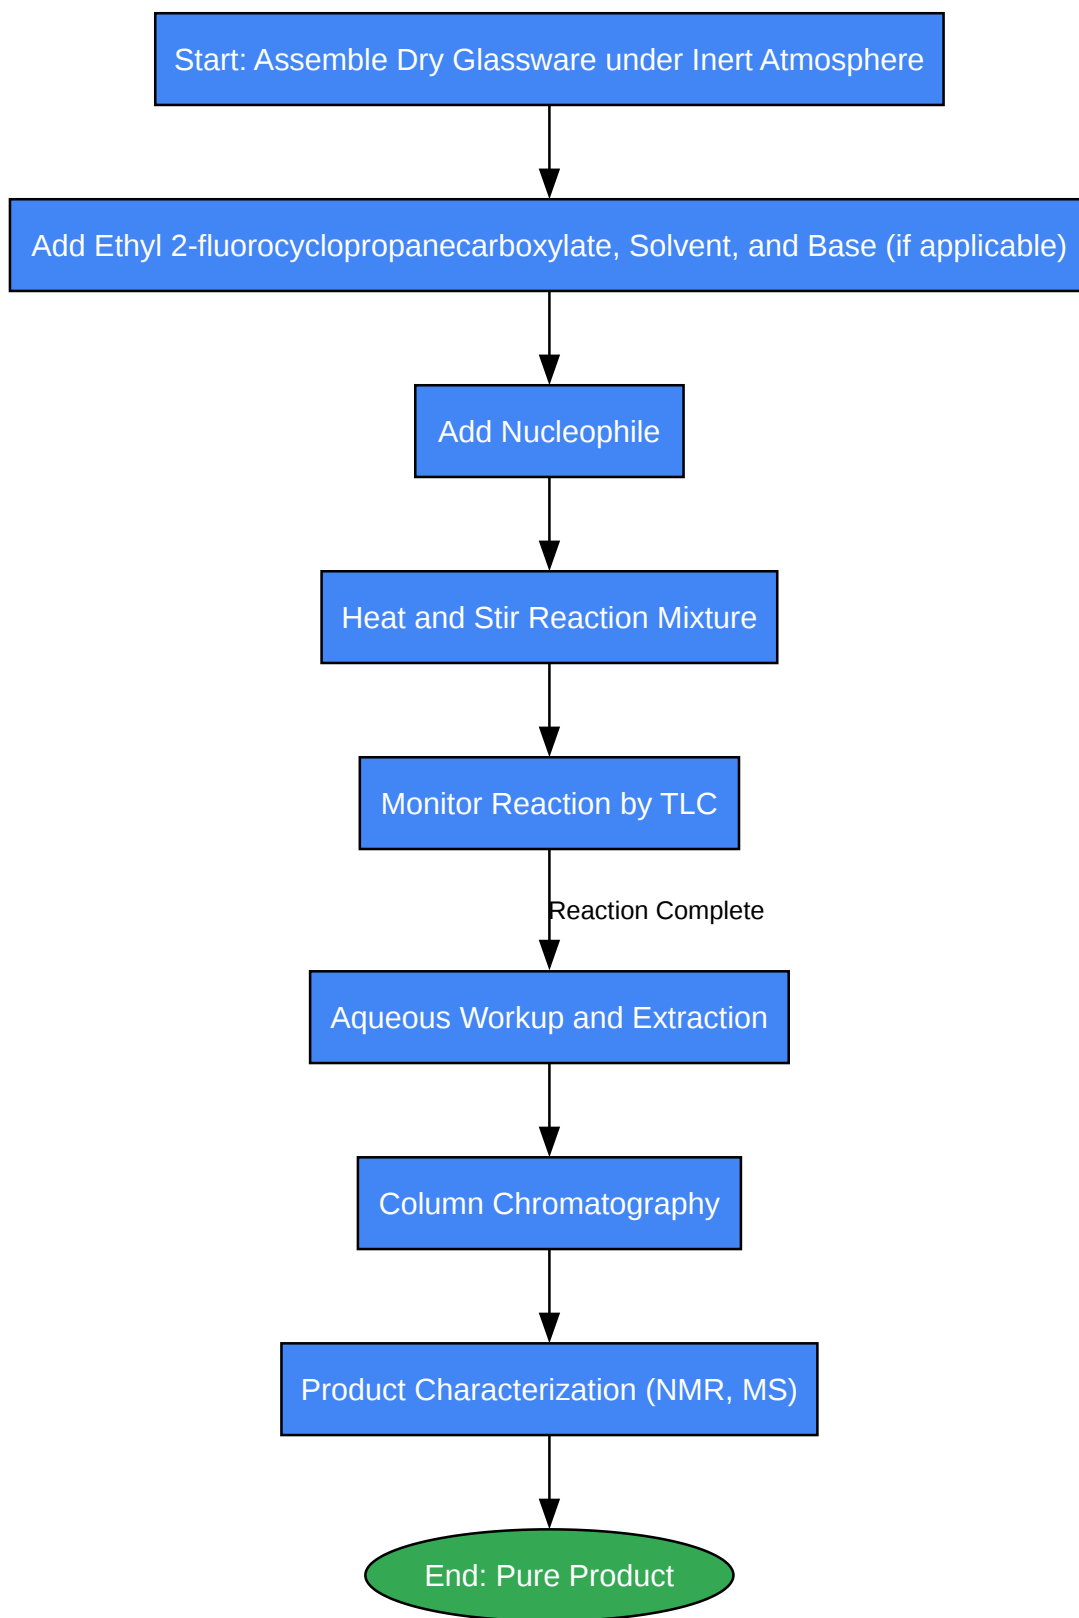 Start: Assemble Dry Glassware under Inert Atmosphere
Add Ethyl 2-fluorocyclopropanecarboxylate, Solvent, and Base (if applicable)
Add Nucleophile
Heat and Stir Reaction Mixture
Monitor Reaction by TLC
Reaction Complete
Aqueous Workup and Extraction
Column Chromatography
Product Characterization (NMR, MS)
End: Pure Product